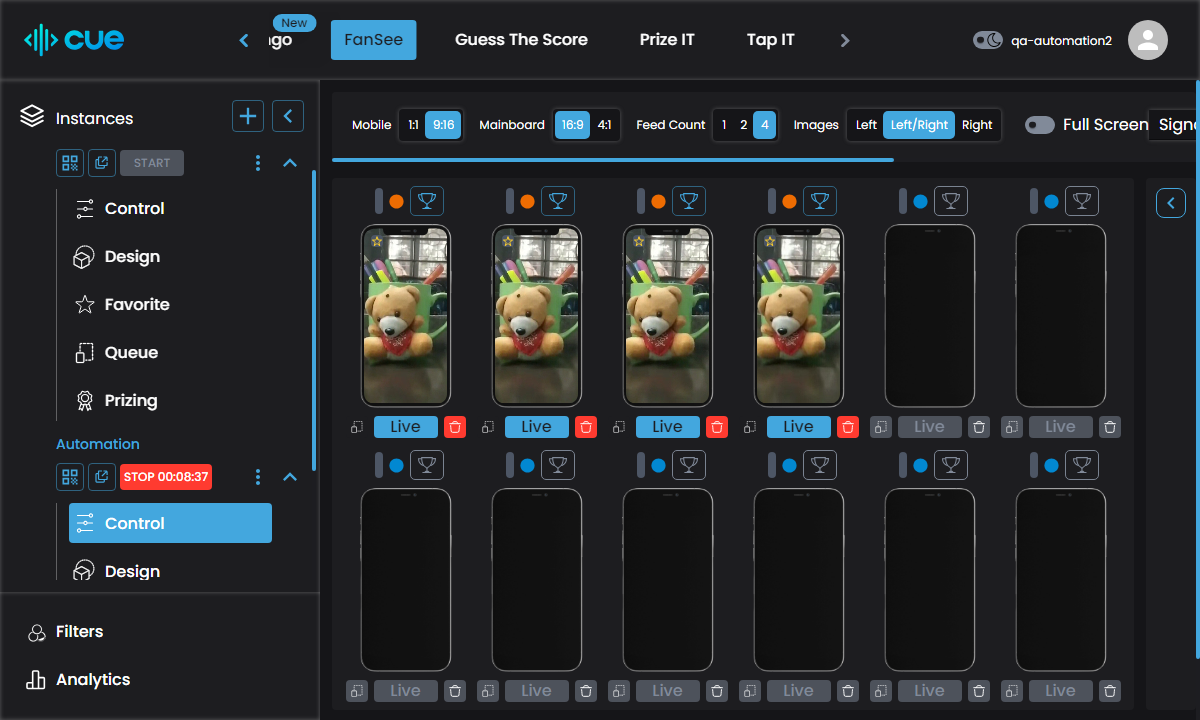 cue
New
FanSee
Guess The Score
Prize IT
Tap IT
qa-automation2
Instances
START
Control
Design
Favorite
Queue
Prizing
Automation
STOP 00:08:37
Control
Design
Filters
Analytics
Mobile 1:1 9:16 Mainboard 16:9 4:1 Feed Count 1 2 4 Images Left Left/Right Right Full Screen
Live Live Live Live Live Live
Live Live Live Live Live Live